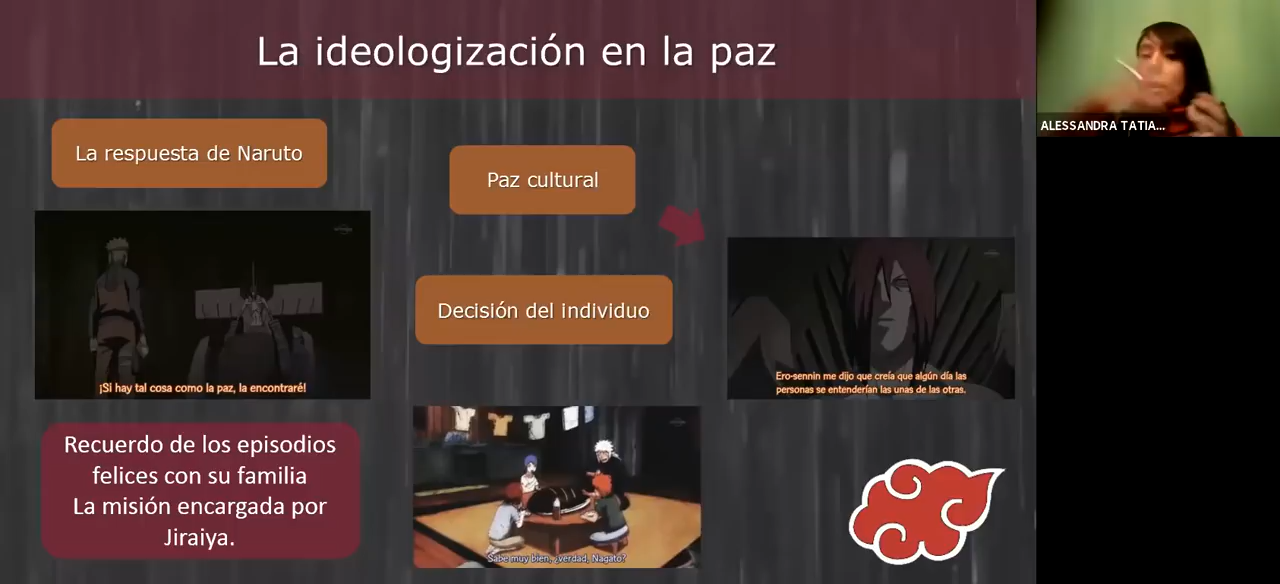 La ideologización en la paz
ALESSANDRA TATIA...
La respuesta de Naruto
Paz cultural
Decisión del individuo
¡Si hay tal cosa como la paz, la encontraré!
Ero-sennin me dijo que creía que algún día las
personas se entenderían las unas de las otras.
Recuerdo de los episodios
felices con su familia
La misión encargada por
Jiraiya.
Sabe muy bien, ¿verdad, Nagato?